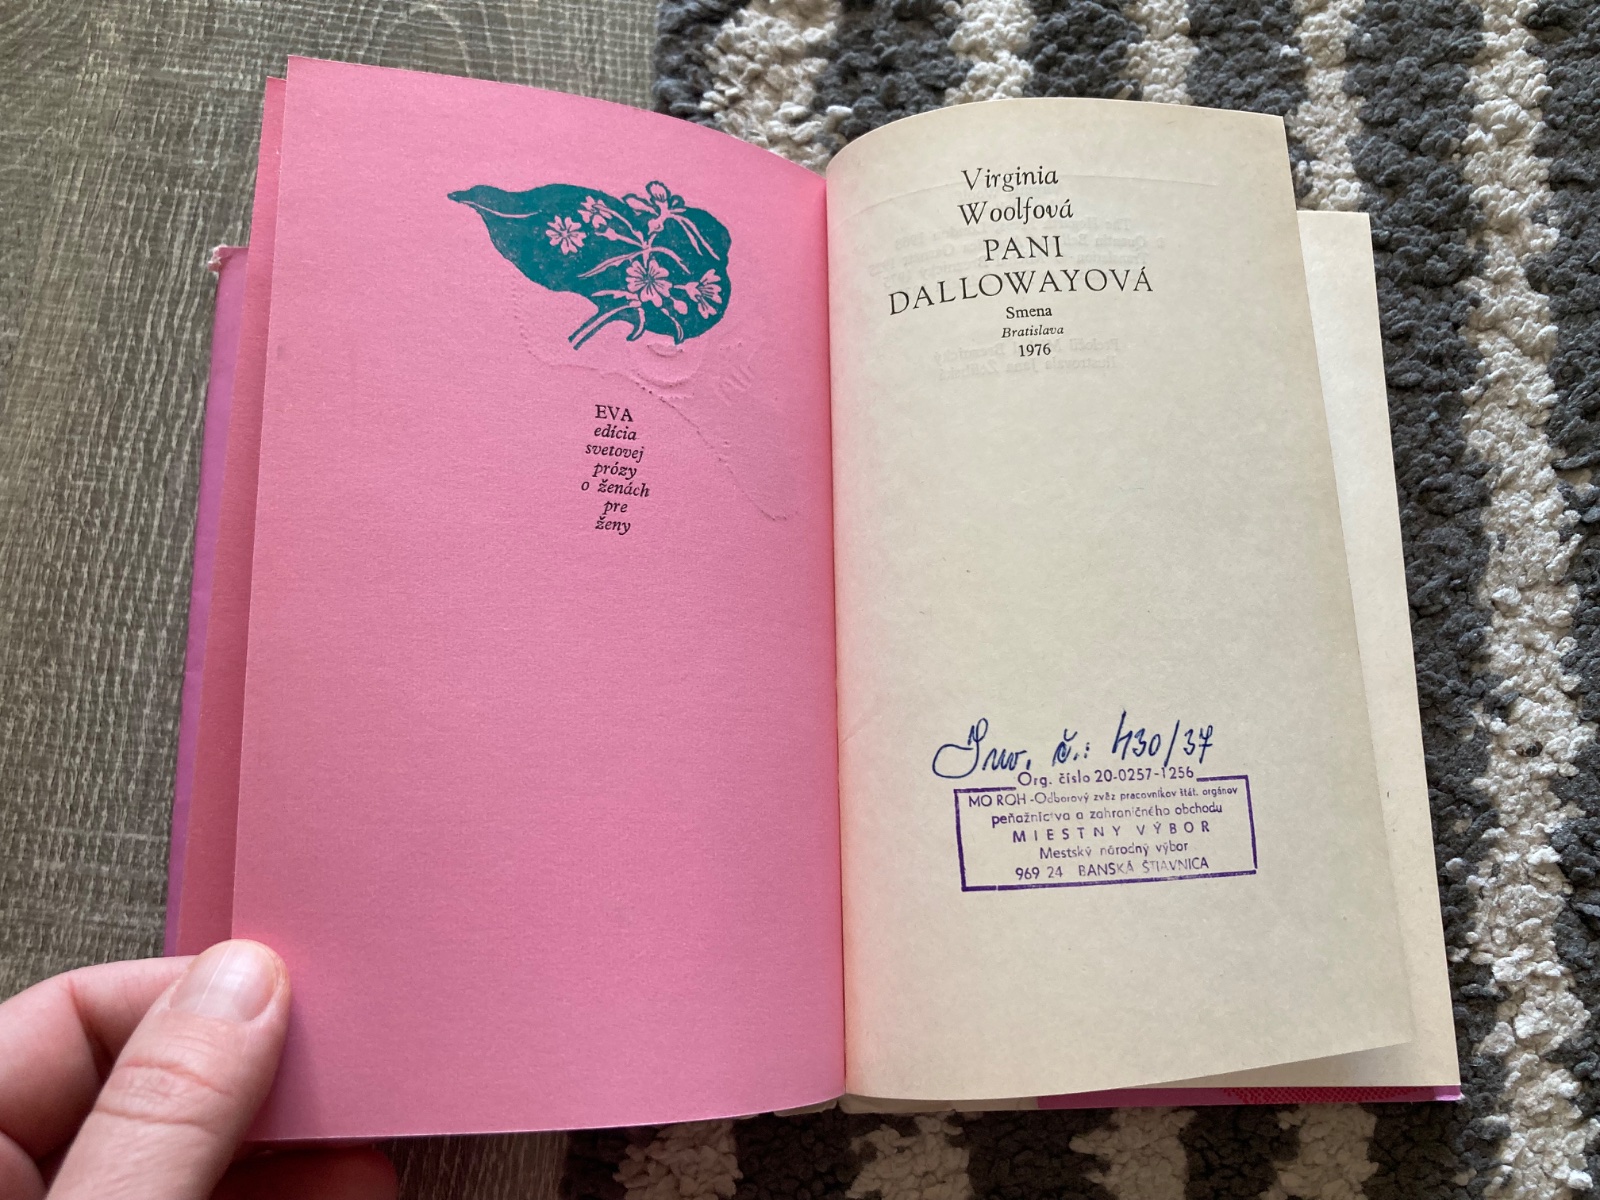 EVA
edícia
svetovej
prózy
o ženách
pre
ženy
Virginia
Woolfová
PANI
DALLOWAYOVÁ
Smena
Bratislava
1976
Inv. č.: 430/37
Org. číslo 20-0257-1256
MO ROH-Odborový zväz pracovníkov štát. orgánov
peňažníctva a zahraničného obchodu
MIESTNY VÝBOR
Mestský národný výbor
969 24 BANSKÁ ŠTIAVNICA